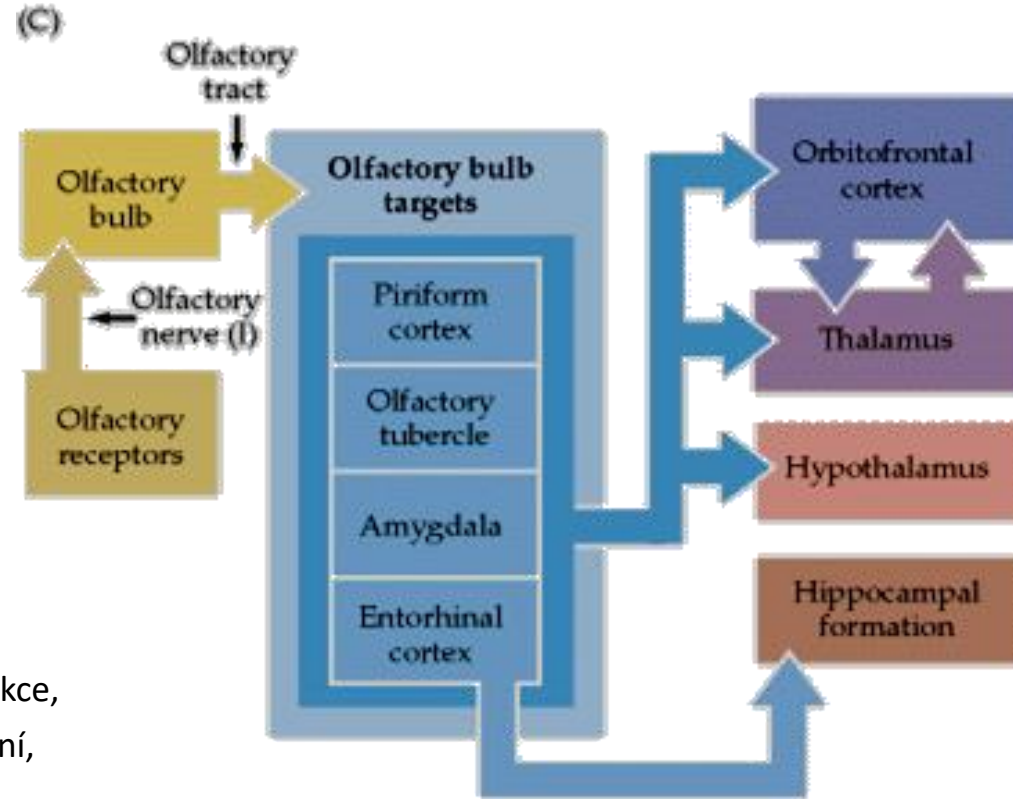 (C)
Olfactory
tract
Olfactory
bulb
Olfactory
nerve (I)
Olfactory
receptors
Olfactory bulb
targets
Piriform
cortex
Olfactory
tubercle
Amygdala
Entorhinal
cortex
Orbitofrontal
cortex
Thalamus
Hypothalamus
Hippocampal
formation
kce,
ní,